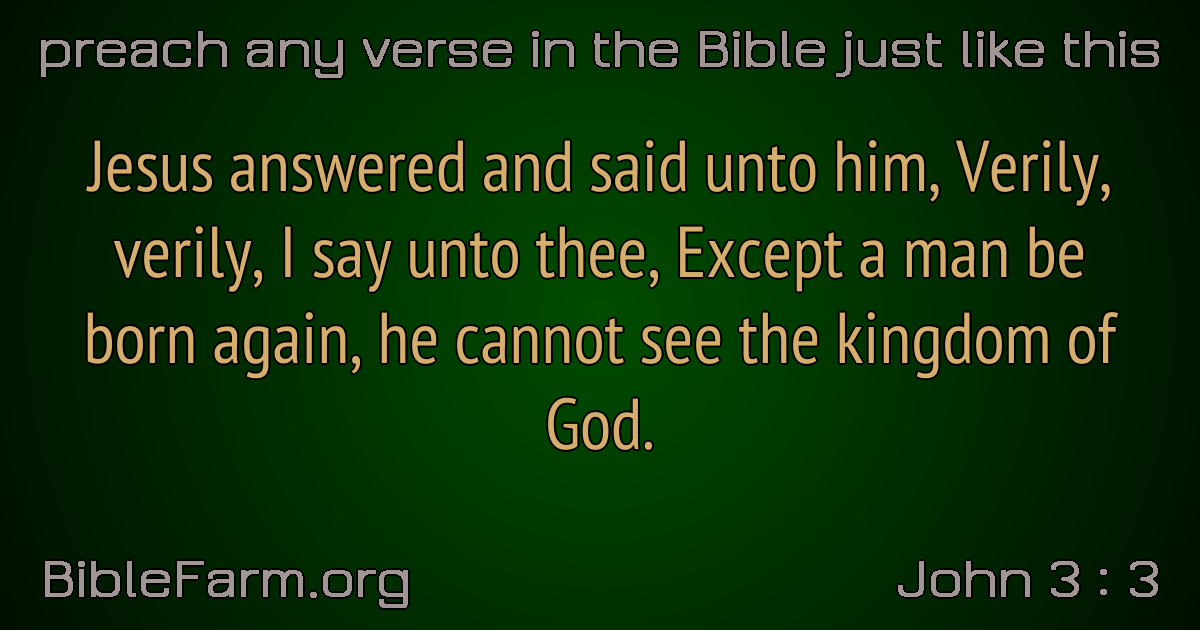 preach any verse in the Bible just like this
Jesus answered and said unto him, Verily,
verily, I say unto thee, Except a man be
born again, he cannot see the kingdom of
God.
BibleFarm.org
John 3 : 3